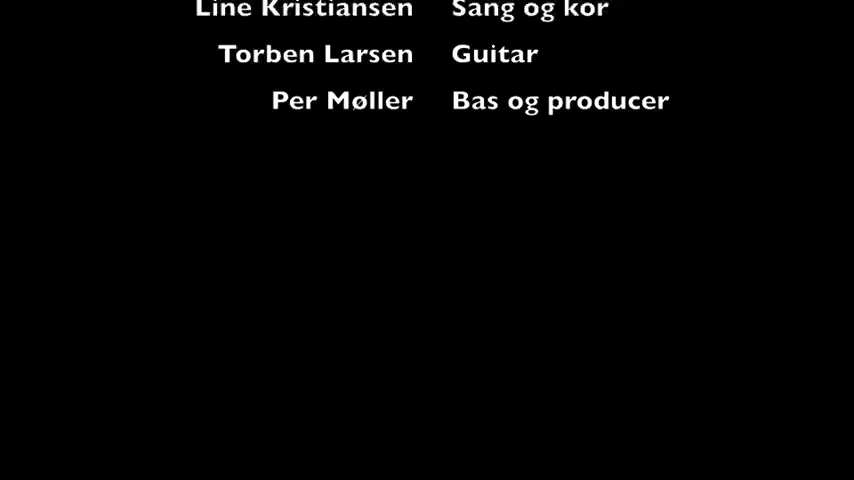 Line Kristiansen Sang og kor
Torben Larsen Guitar
Per Møller Bas og producer